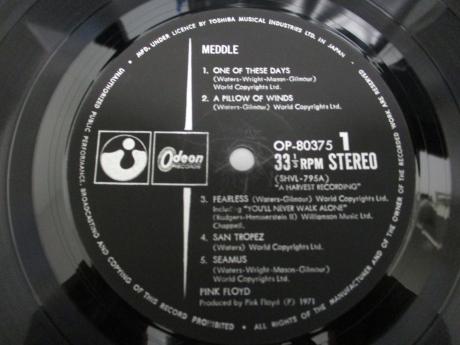 MFD. UNDER LICENCE BY TOSHIBA MUSICAL INDUSTRIES LTD. IN JAPAN
MEDDLE
1. ONE OF THESE DAYS
(Waters-Wright-Mason-Gilmour)
World Copyrights Ltd.
2. A PILLOW OF WINDS
(Waters-Gilmour) World Copyrights Ltd.
Odeon
RECORDS
OP-80375 1
33 1/3 RPM STEREO
(SHVL-795A)
"A HARVEST RECORDING"
3. FEARLESS (Waters-Gilmour) World Copyrights Ltd.
Including "YOU'LL NEVER WALK ALONE"
(Rodgers-Hammerstein II) Williamson Music Ltd.
Chappell.
4. SAN TROPEZ
(Waters) World Copyrights Ltd.
5. SEAMUS
(Waters-Wright-Mason-Gilmour)
World Copyrights Ltd.
PINK FLOYD
Produced by Pink Floyd (P) 1971
UNAUTHORIZED PUBLIC PERFORMANCE, BROADCASTING AND COPYING OF THIS RECORD PROHIBITED • ALL RIGHTS OF THE MANUFACTURER AND OF THE OWNER OF THE RECORDED WORK ARE RESERVED